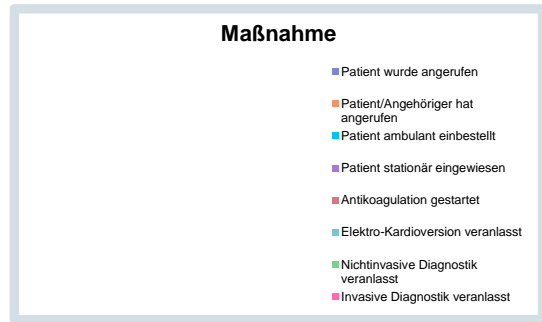 Maßnahme
Patient wurde angerufen
Patient/Angehöriger hat
angerufen
Patient ambulant einbestellt
Patient stationär eingewiesen
Antikoagulation gestartet
Elektro-Kardioversion veranlasst
Nichtinvasive Diagnostik
veranlasst
Invasive Diagnostik veranlasst